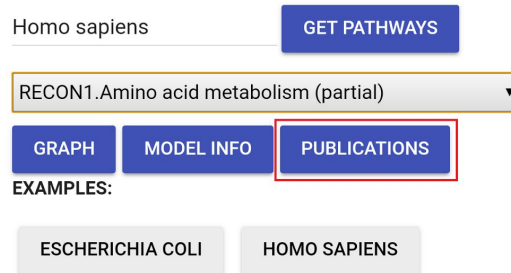 Homo sapiens GET PATHWAYS
RECON1.Amino acid metabolism (partial)
GRAPH MODEL INFO PUBLICATIONS
EXAMPLES:
ESCHERICHIA COLI HOMO SAPIENS